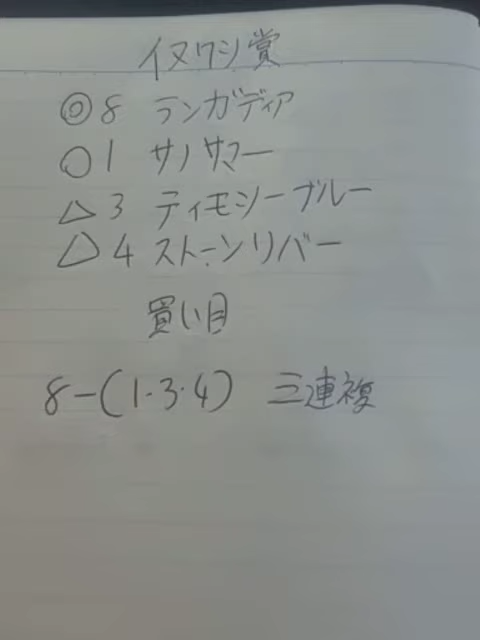 イヌワシ賞
◎ 8 ランガディア
○ 1 サノサマー
△ 3 ティモシーブルー
△ 4 ストーンリバー
買い目
8-(1・3・4) 三連複